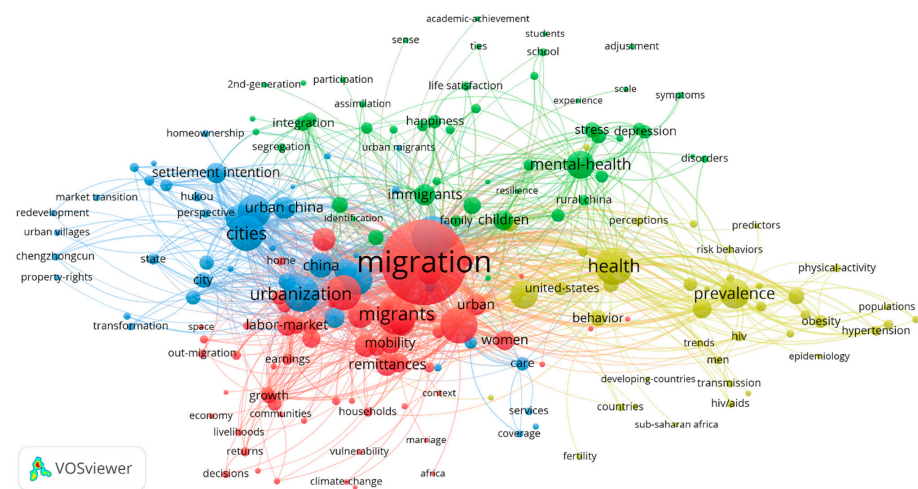 academic-achievement
students
sense
ties
school
adjustment
2nd-generation
participation
life satisfaction
scale
symptoms
assimilation
experience
homeownership
integration
happiness
stress
depression
segregation
urban migrants
disorders
settlement intention
mental-health
market transition
hukou
immigrants
resilience
rural china
redevelopment
perspective
urban china
identification
family
children
perceptions
predictors
urban villages
cities
chengzhongcun
state
home
china
migration
health
risk behaviors
physical-activity
property-rights
city
urbanization
united-states
prevalence
populations
transformation
space
labor-market
migrants
urban
behavior
obesity
hypertension
out-migration
mobility
women
trends
hiv
earnings
remittances
care
men
epidemiology
growth
context
developing-countries
transmission
economy
communities
households
services
countries
hiv/aids
livelihoods
coverage
sub-saharan africa
returns
vulnerability
marriage
fertility
decisions
climate-change
africa
VOSviewer